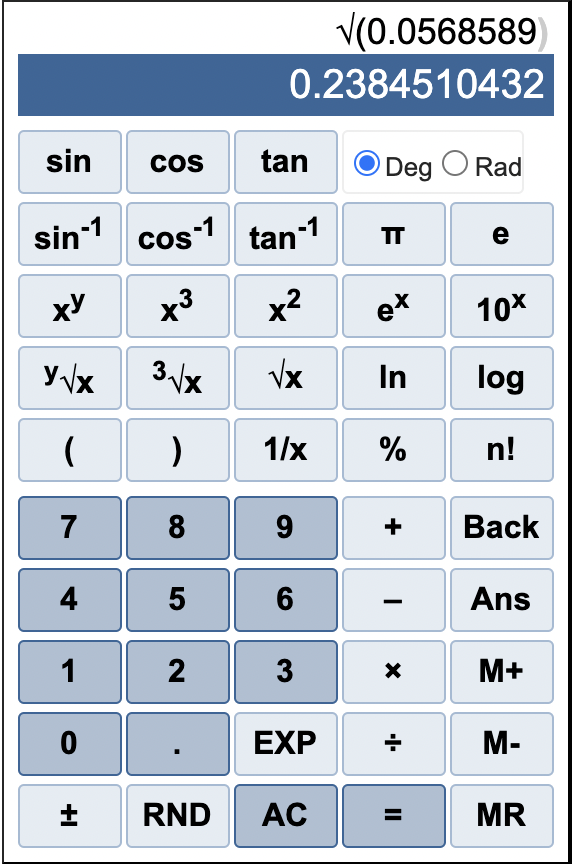 √(0.0568589)
0.2384510432
sin cos tan Deg Rad
sin⁻¹ cos⁻¹ tan⁻¹ π e
xʸ x³ x² eˣ 10ˣ
ʸ√x ³√x √x ln log
( ) 1/x % n!
7 8 9 + Back
4 5 6 – Ans
1 2 3 × M+
0 . EXP ÷ M-
± RND AC = MR